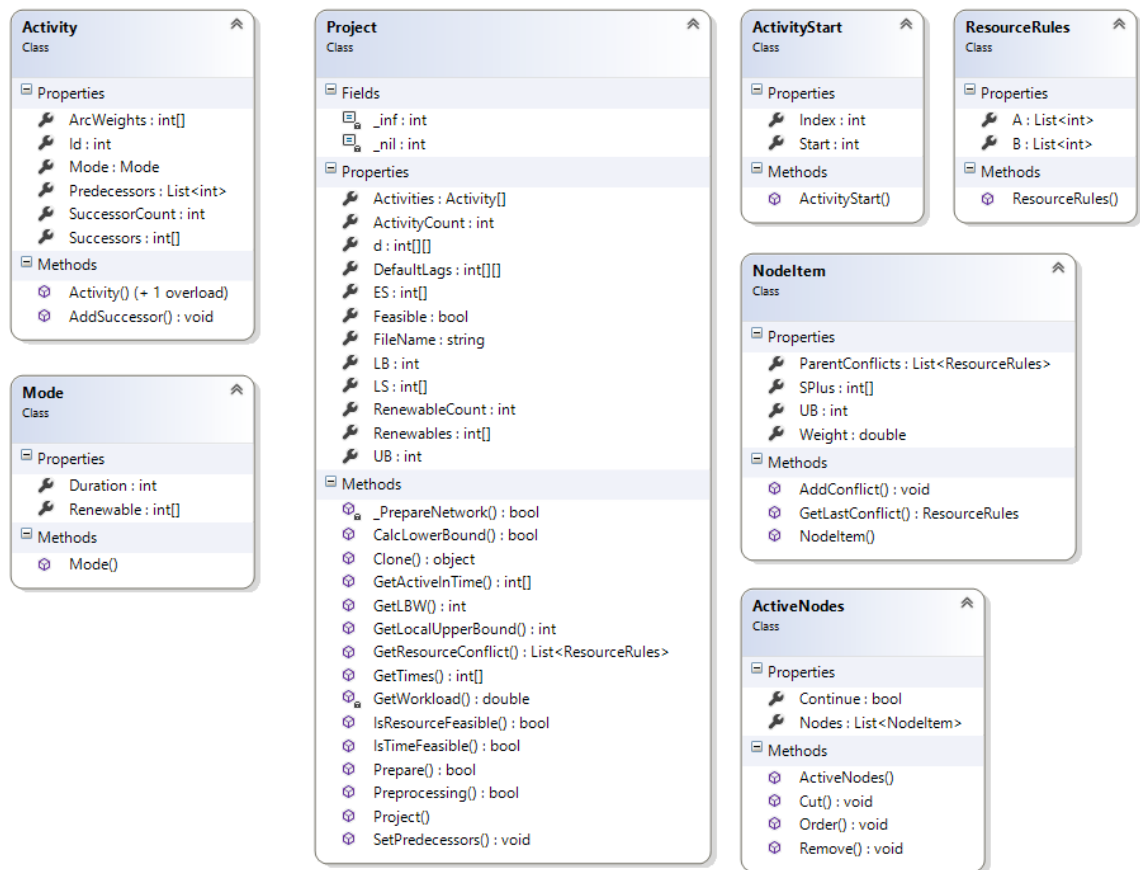 Activity
Class
Properties
ArcWeights : int[]
Id : int
Mode : Mode
Predecessors : List<int>
SuccessorCount : int
Successors : int[]
Methods
Activity() (+ 1 overload)
AddSuccessor() : void
Mode
Class
Properties
Duration : int
Renewable : int[]
Methods
Mode()
Project
Class
Fields
_inf : int
_nil : int
Properties
Activities : Activity[]
ActivityCount : int
d : int[][]
DefaultLags : int[][]
ES : int[]
Feasible : bool
FileName : string
LB : int
LS : int[]
RenewableCount : int
Renewables : int[]
UB : int
Methods
_PrepareNetwork() : bool
CalcLowerBound() : bool
Clone() : object
GetActiveInTime() : int[]
GetLBW() : int
GetLocalUpperBound() : int
GetResourceConflict() : List<ResourceRules>
GetTimes() : int[]
GetWorkload() : double
IsResourceFeasible() : bool
IsTimeFeasible() : bool
Prepare() : bool
Preprocessing() : bool
Project()
SetPredecessors() : void
ActivityStart
Class
Properties
Index : int
Start : int
Methods
ActivityStart()
ResourceRules
Class
Properties
A : List<int>
B : List<int>
Methods
ResourceRules()
NodeItem
Class
Properties
ParentConflicts : List<ResourceRules>
SPlus : int[]
UB : int
Weight : double
Methods
AddConflict() : void
GetLastConflict() : ResourceRules
NodeItem()
ActiveNodes
Class
Properties
Continue : bool
Nodes : List<NodeItem>
Methods
ActiveNodes()
Cut() : void
Order() : void
Remove() : void